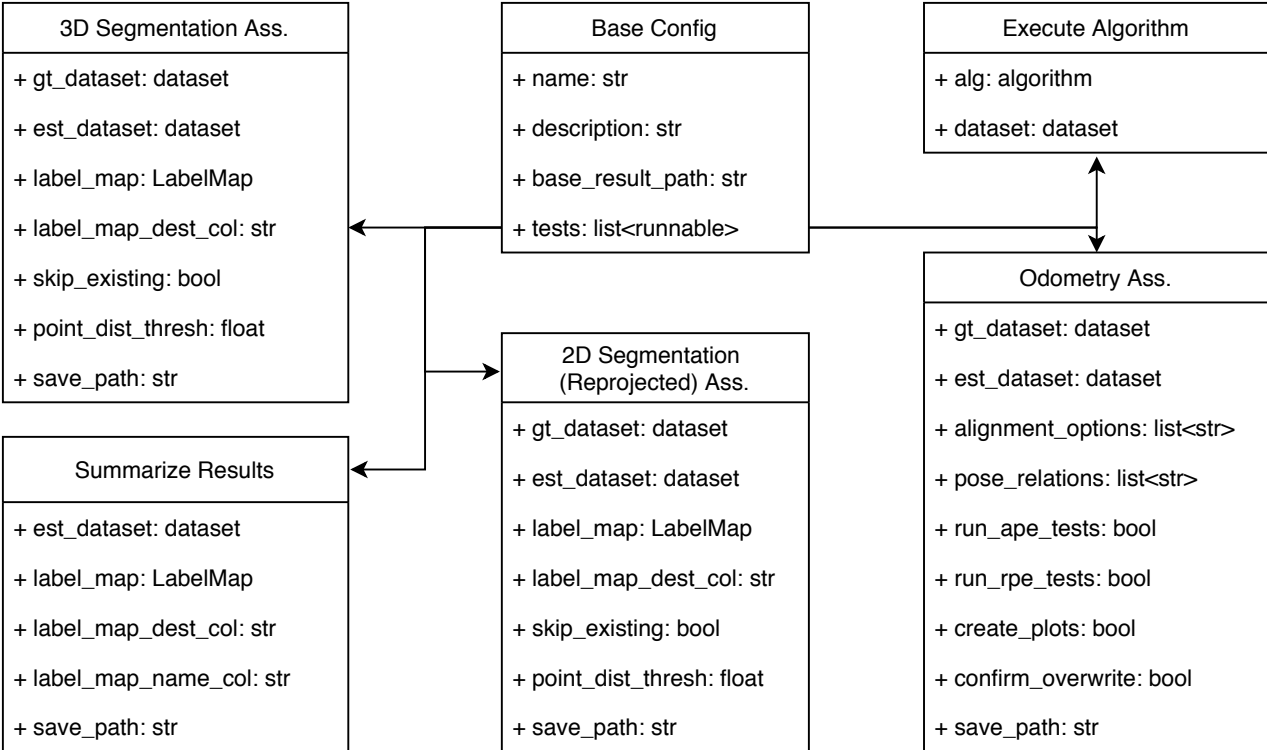 3D Segmentation Ass.
+ gt_dataset: dataset
+ est_dataset: dataset
+ label_map: LabelMap
+ label_map_dest_col: str
+ skip_existing: bool
+ point_dist_thresh: float
+ save_path: str
Base Config
+ name: str
+ description: str
+ base_result_path: str
+ tests: list<runnable>
Execute Algorithm
+ alg: algorithm
+ dataset: dataset
Summarize Results
+ est_dataset: dataset
+ label_map: LabelMap
+ label_map_dest_col: str
+ label_map_name_col: str
+ save_path: str
2D Segmentation
(Reprojected) Ass.
+ gt_dataset: dataset
+ est_dataset: dataset
+ label_map: LabelMap
+ label_map_dest_col: str
+ skip_existing: bool
+ point_dist_thresh: float
+ save_path: str
Odometry Ass.
+ gt_dataset: dataset
+ est_dataset: dataset
+ alignment_options: list<str>
+ pose_relations: list<str>
+ run_ape_tests: bool
+ run_rpe_tests: bool
+ create_plots: bool
+ confirm_overwrite: bool
+ save_path: str